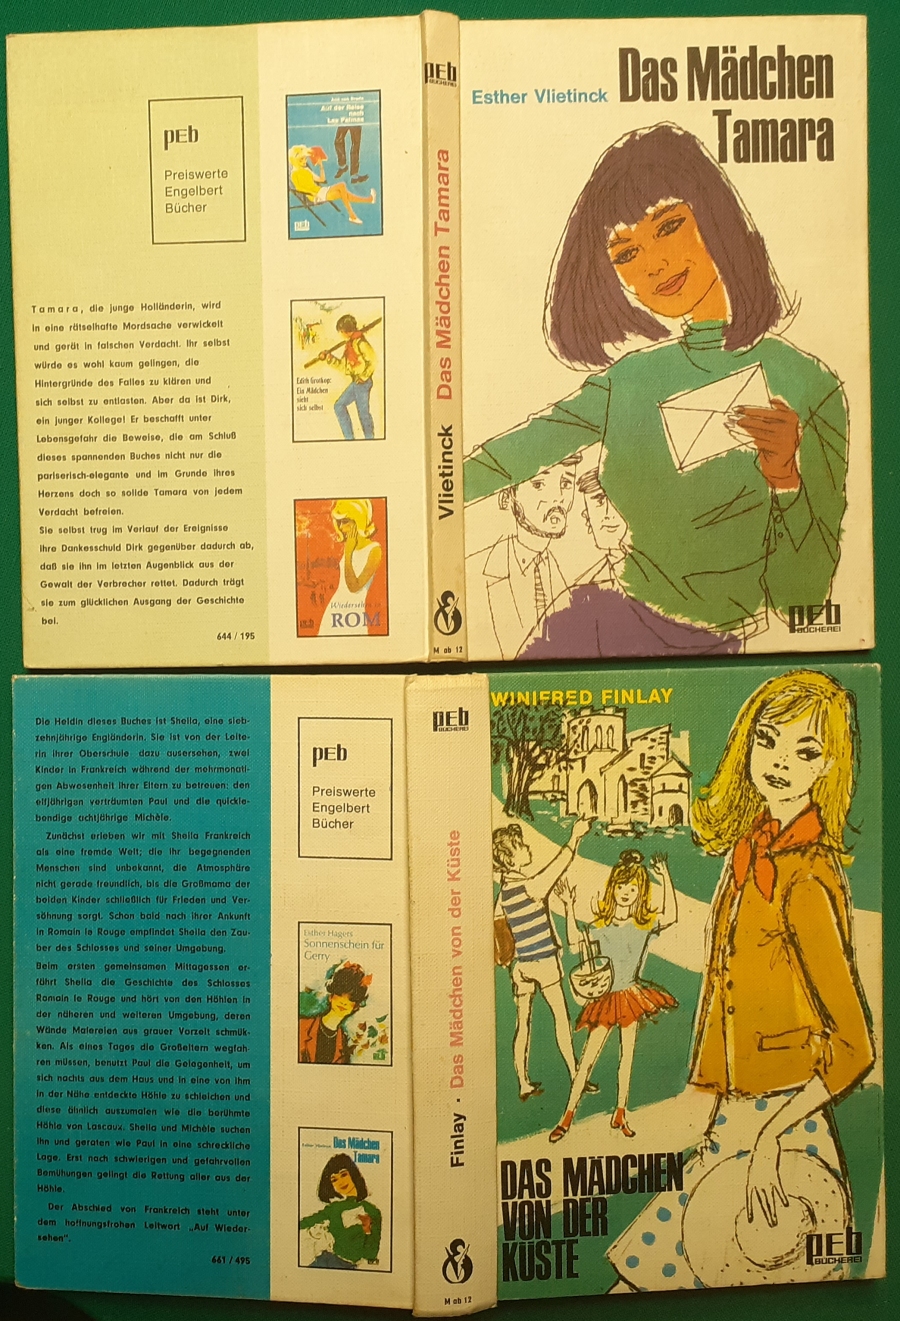 peb
Preiswerte
Engelbert
Bücher
Tamara, die junge Holländerin, wird
in eine rätselhafte Mordsache verwickelt
und gerät in falschen Verdacht. Ihr selbst
würde es wohl kaum gelingen, die
Hintergründe des Falles zu klären und
sich selbst zu entlasten. Aber da ist Dirk,
ein junger Kollege! Er beschafft unter
Lebensgefahr die Beweise, die am Schluß
dieses spannenden Buches nicht nur die
pariserisch-elegante und im Grunde ihres
Herzens doch so solide Tamara von jedem
Verdacht befreien.
Sie selbst trug im Verlauf der Ereignisse
ihre Dankesschuld Dirk gegenüber dadurch ab,
daß sie ihn im letzten Augenblick aus der
Gewalt der Verbrecher rettet. Dadurch trägt
sie zum glücklichen Ausgang der Geschichte
bei.
644 / 195
Auf der Reise
nach
Las Palmas
peb
Ein Mädchen
sieht
sich selbst
Wiedersehen in
ROM
peb
BÜCHEREI
Vlietinck Das Mädchen Tamara
M ab 12
Esther Vlietinck
Das Mädchen
Tamara
peb
BÜCHEREI
Die Heldin dieses Buches ist Sheila, eine sieb-
zehnjährige Engländerin. Sie ist von der Leite-
rin ihrer Oberschule dazu ausersehen, zwei
Kinder in Frankreich während der mehrmonati-
gen Abwesenheit ihrer Eltern zu betreuen: den
elfjährigen verträumten Paul und die quickle-
bendige achtjährige Michèle.
Zunächst erleben wir mit Sheila Frankreich
als eine fremde Welt; die ihr begegnenden
Menschen sind unbekannt, die Atmosphäre
nicht gerade freundlich, bis die Großmama der
beiden Kinder schließlich für Frieden und Ver-
söhnung sorgt. Schon bald nach ihrer Ankunft
in Romain le Rouge empfindet Sheila den Zau-
ber des Schlosses und seiner Umgebung.
Beim ersten gemeinsamen Mittagessen er-
fährt Sheila die Geschichte des Schlosses
Romain le Rouge und hört von den Höhlen in
der näheren und weiteren Umgebung, deren
Wände Malereien aus grauer Vorzeit schmük-
ken. Als eines Tages die Großeltern wegfah-
ren müssen, benutzt Paul die Gelegenheit, um
sich nachts aus dem Haus und in eine von ihm
in der Nähe entdeckte Höhle zu schleichen und
diese ähnlich auszumalen wie die berühmte
Höhle von Lascaux. Sheila und Michèle suchen
ihn und geraten wie Paul in eine schreckliche
Lage. Erst nach schwierigen und gefahrvollen
Bemühungen gelingt die Rettung aller aus der
Höhle.
Der Abschied von Frankreich steht unter
dem hoffnungsfrohen Leitwort „Auf Wieder-
sehen".
661 / 495
peb
Preiswerte
Engelbert
Bücher
Esther Hagers
Sonnenschein für
Gerry
Esther Vlietinck
Das Mädchen
Tamara
peb
BÜCHEREI
Finlay · Das Mädchen von der Küste
M ab 12
WINIFRED FINLAY
DAS MÄDCHEN
VON DER
KÜSTE
peb
BÜCHEREI